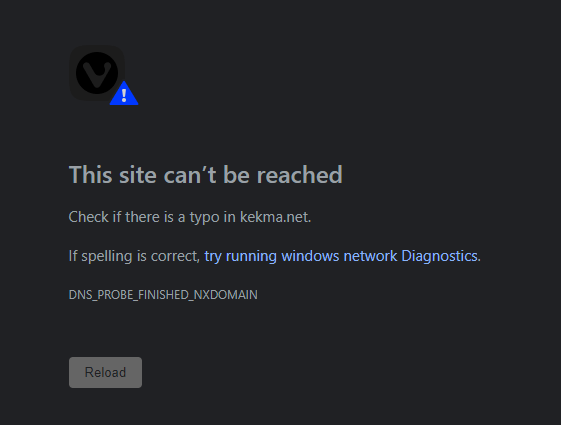 This site can’t be reached
Check if there is a typo in kekma.net.
If spelling is correct, try running windows network Diagnostics.
DNS_PROBE_FINISHED_NXDOMAIN
Reload